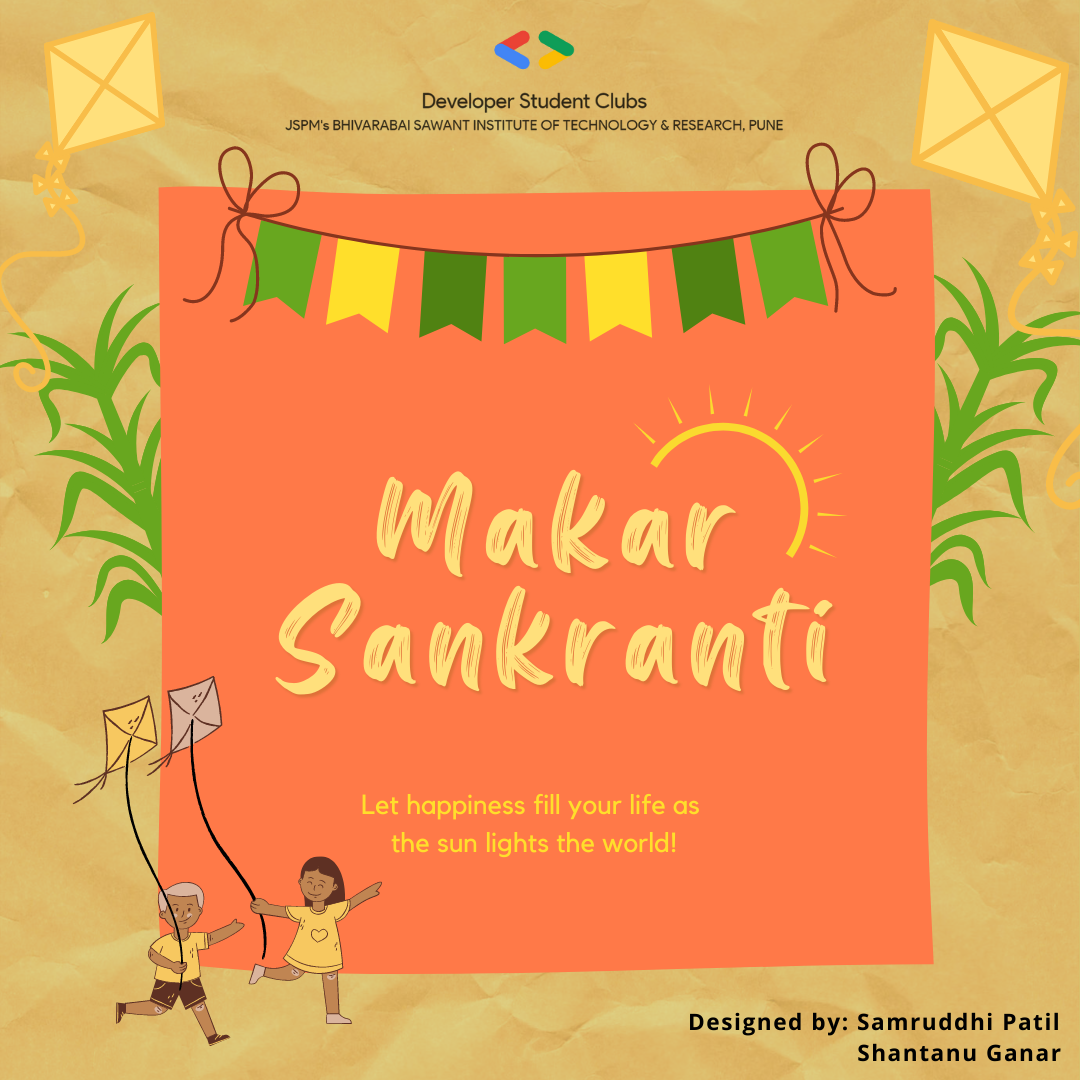 Developer Student Clubs
JSPM's BHIVARABAI SAWANT INSTITUTE OF TECHNOLOGY & RESEARCH, PUNE
Makar
Sankranti
Let happiness fill your life as
the sun lights the world!
Designed by: Samruddhi Patil
Shantanu Ganar